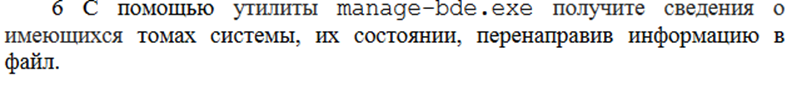 6 С помощью утилиты manage-bde.exe получите сведения о
имеющихся томах системы, их состоянии, перенаправив информацию в
файл.